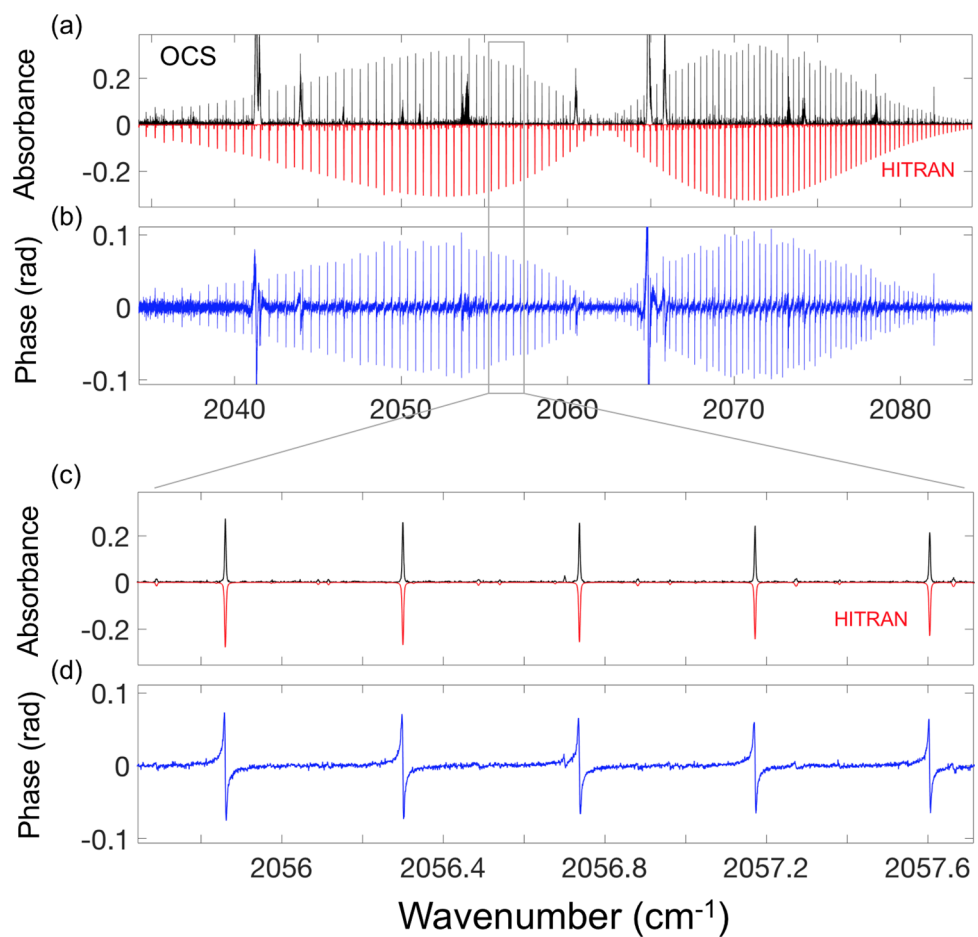 (a)
OCS
Absorbance
0.2
0
-0.2
HITRAN
(b)
Phase (rad)
0.1
0
-0.1
2040 2050 2060 2070 2080
(c)
Absorbance
0.2
0
-0.2
HITRAN
(d)
Phase (rad)
0.1
0
-0.1
2056 2056.4 2056.8 2057.2 2057.6
Wavenumber (cm-1)